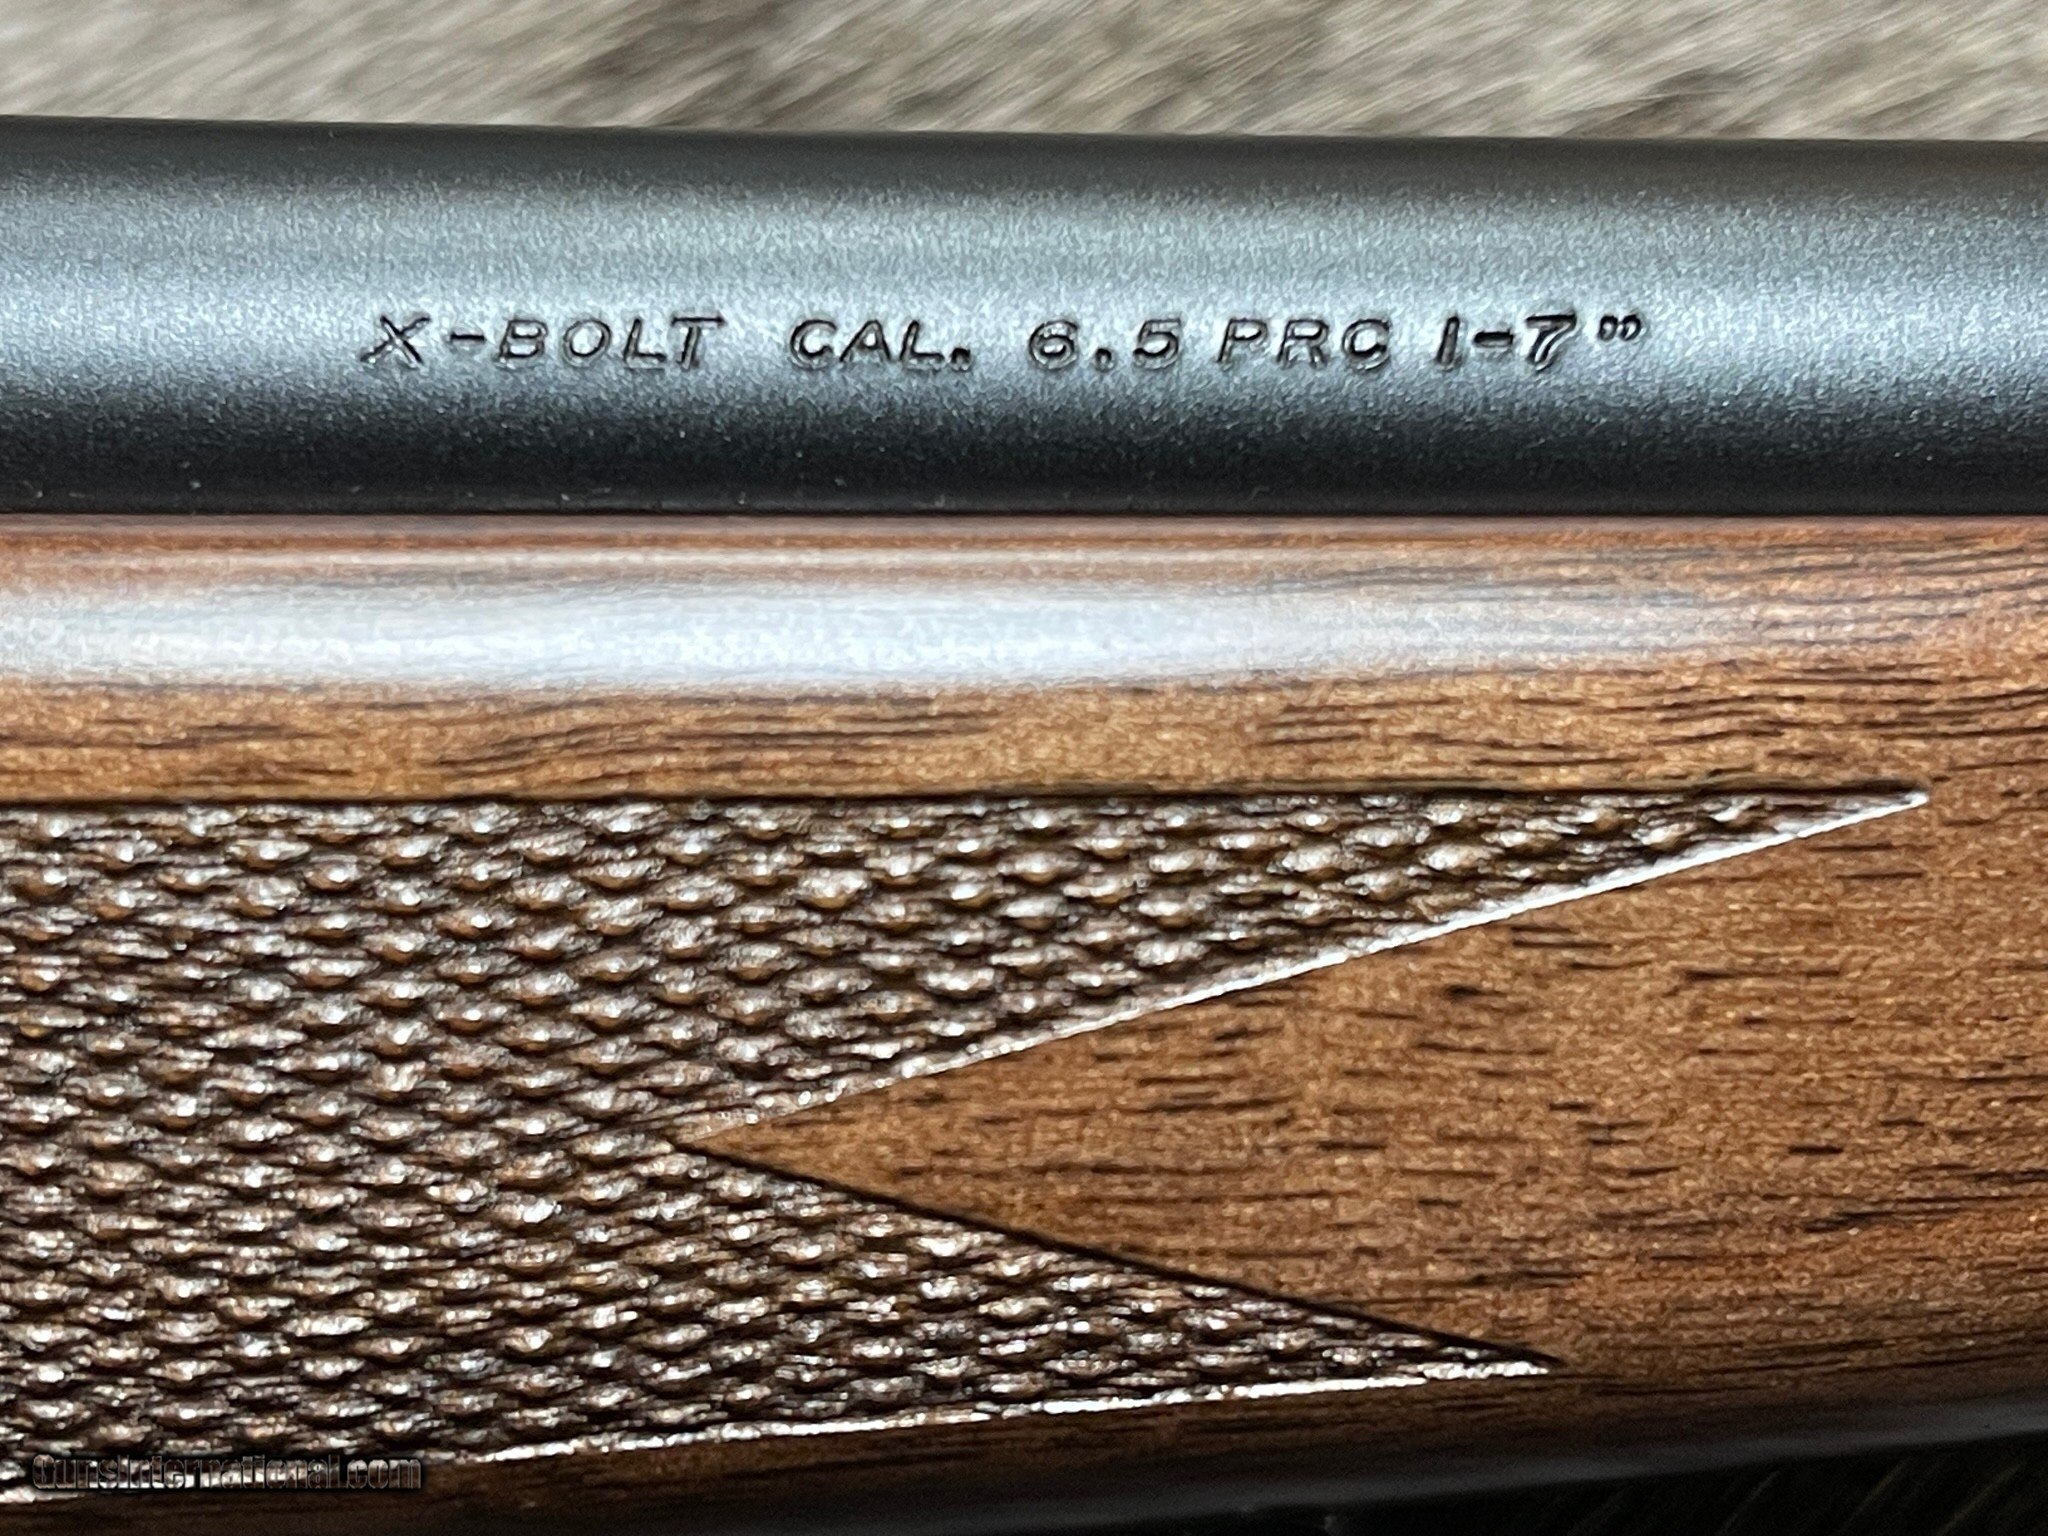 X-BOLT CAL. 6.5 PRC 1-7"
GunsInternational.com